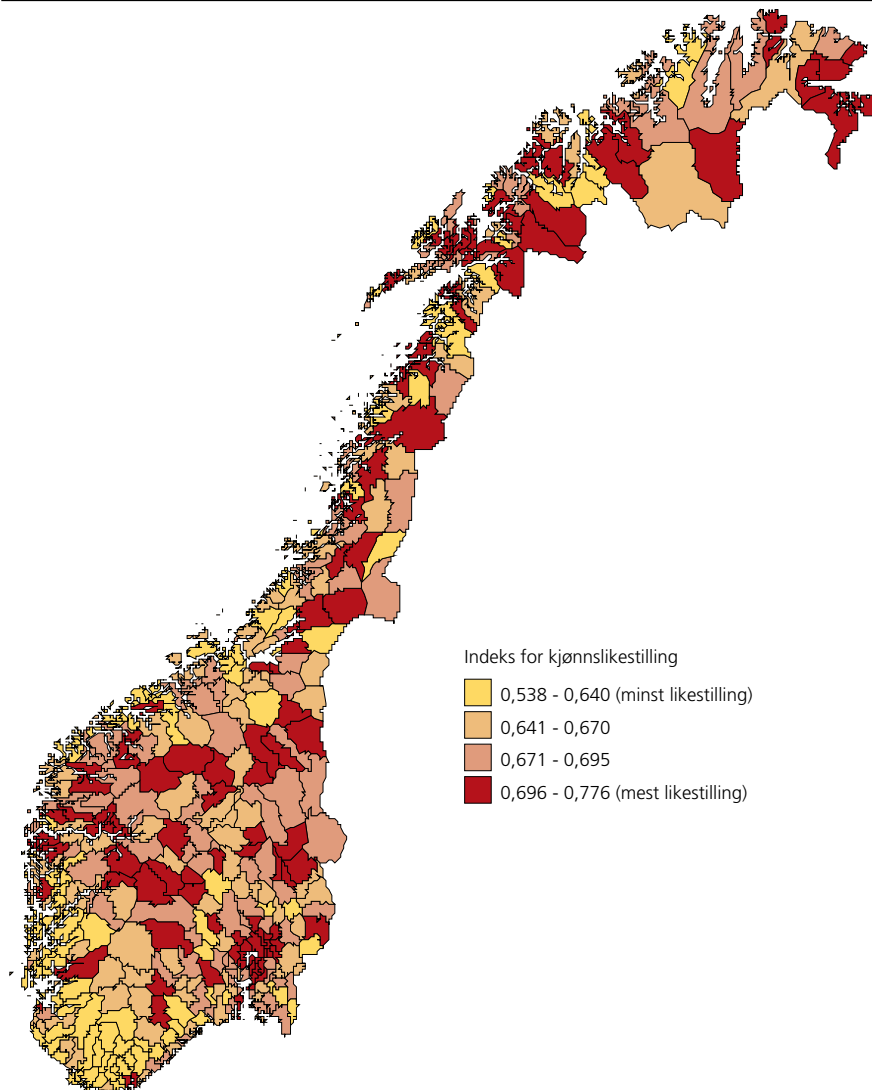 Indeks for kjønnslikestilling
0,538 - 0,640 (minst likestilling)
0,641 - 0,670
0,671 - 0,695
0,696 - 0,776 (mest likestilling)